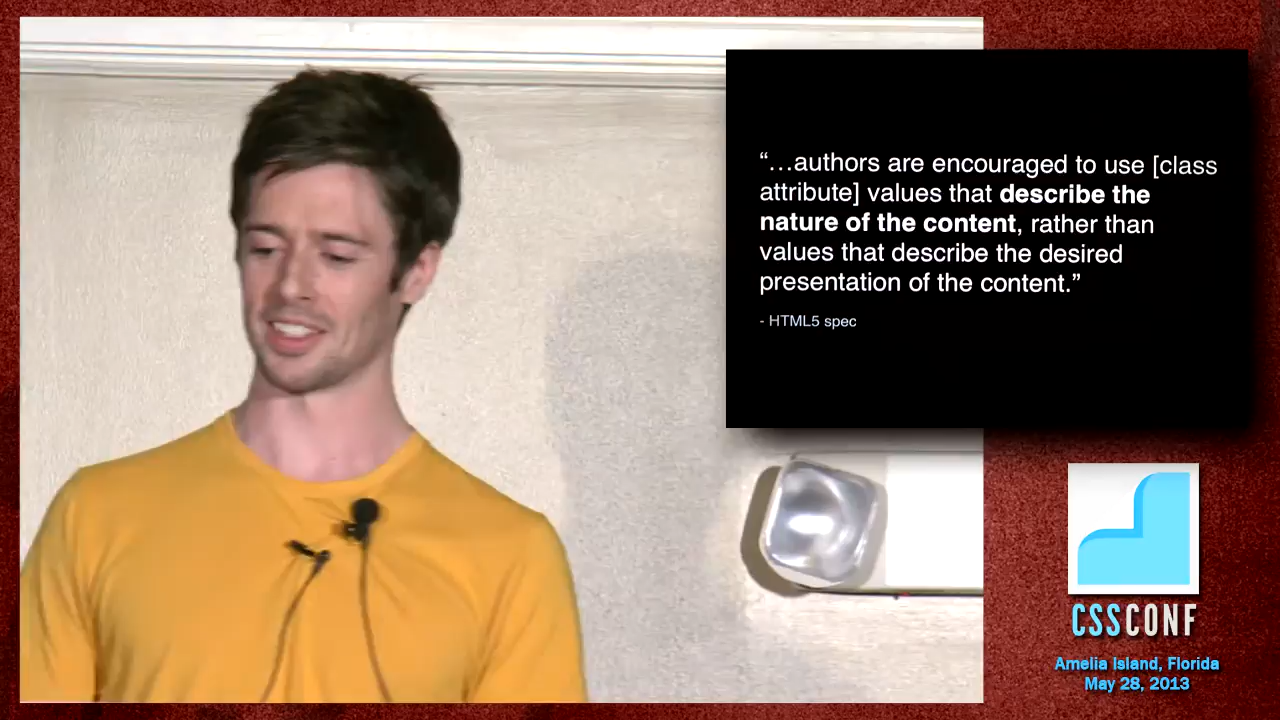 “…authors are encouraged to use [class
attribute] values that describe the
nature of the content, rather than
values that describe the desired
presentation of the content.”
- HTML5 spec
CSSCONF
Amelia Island, Florida
May 28, 2013